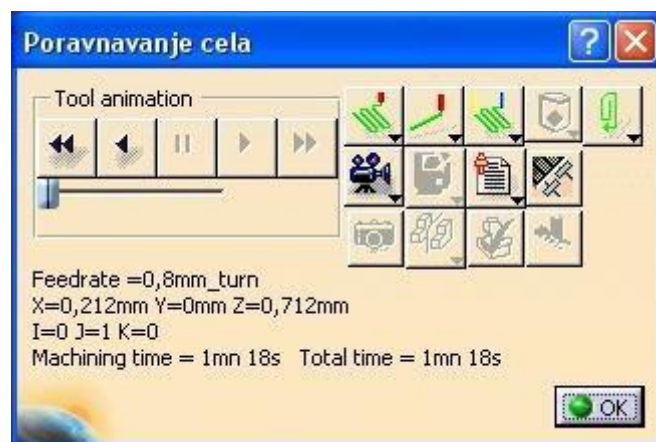 Poravnavanje cela
Tool animation
Feedrate =0,8mm_turn
X=0,212mm Y=0mm Z=0,712mm
I=0 J=1 K=0
Machining time = 1mn 18s Total time = 1mn 18s
OK